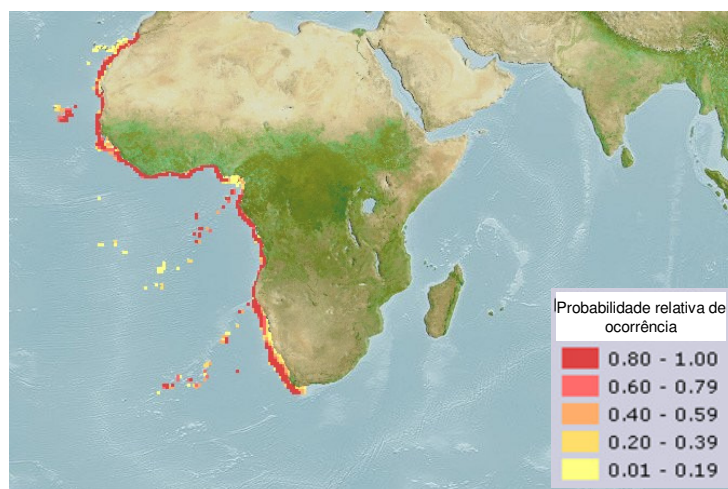 Probabilidade relativa de
ocorrência
0.80 - 1.00
0.60 - 0.79
0.40 - 0.59
0.20 - 0.39
0.01 - 0.19